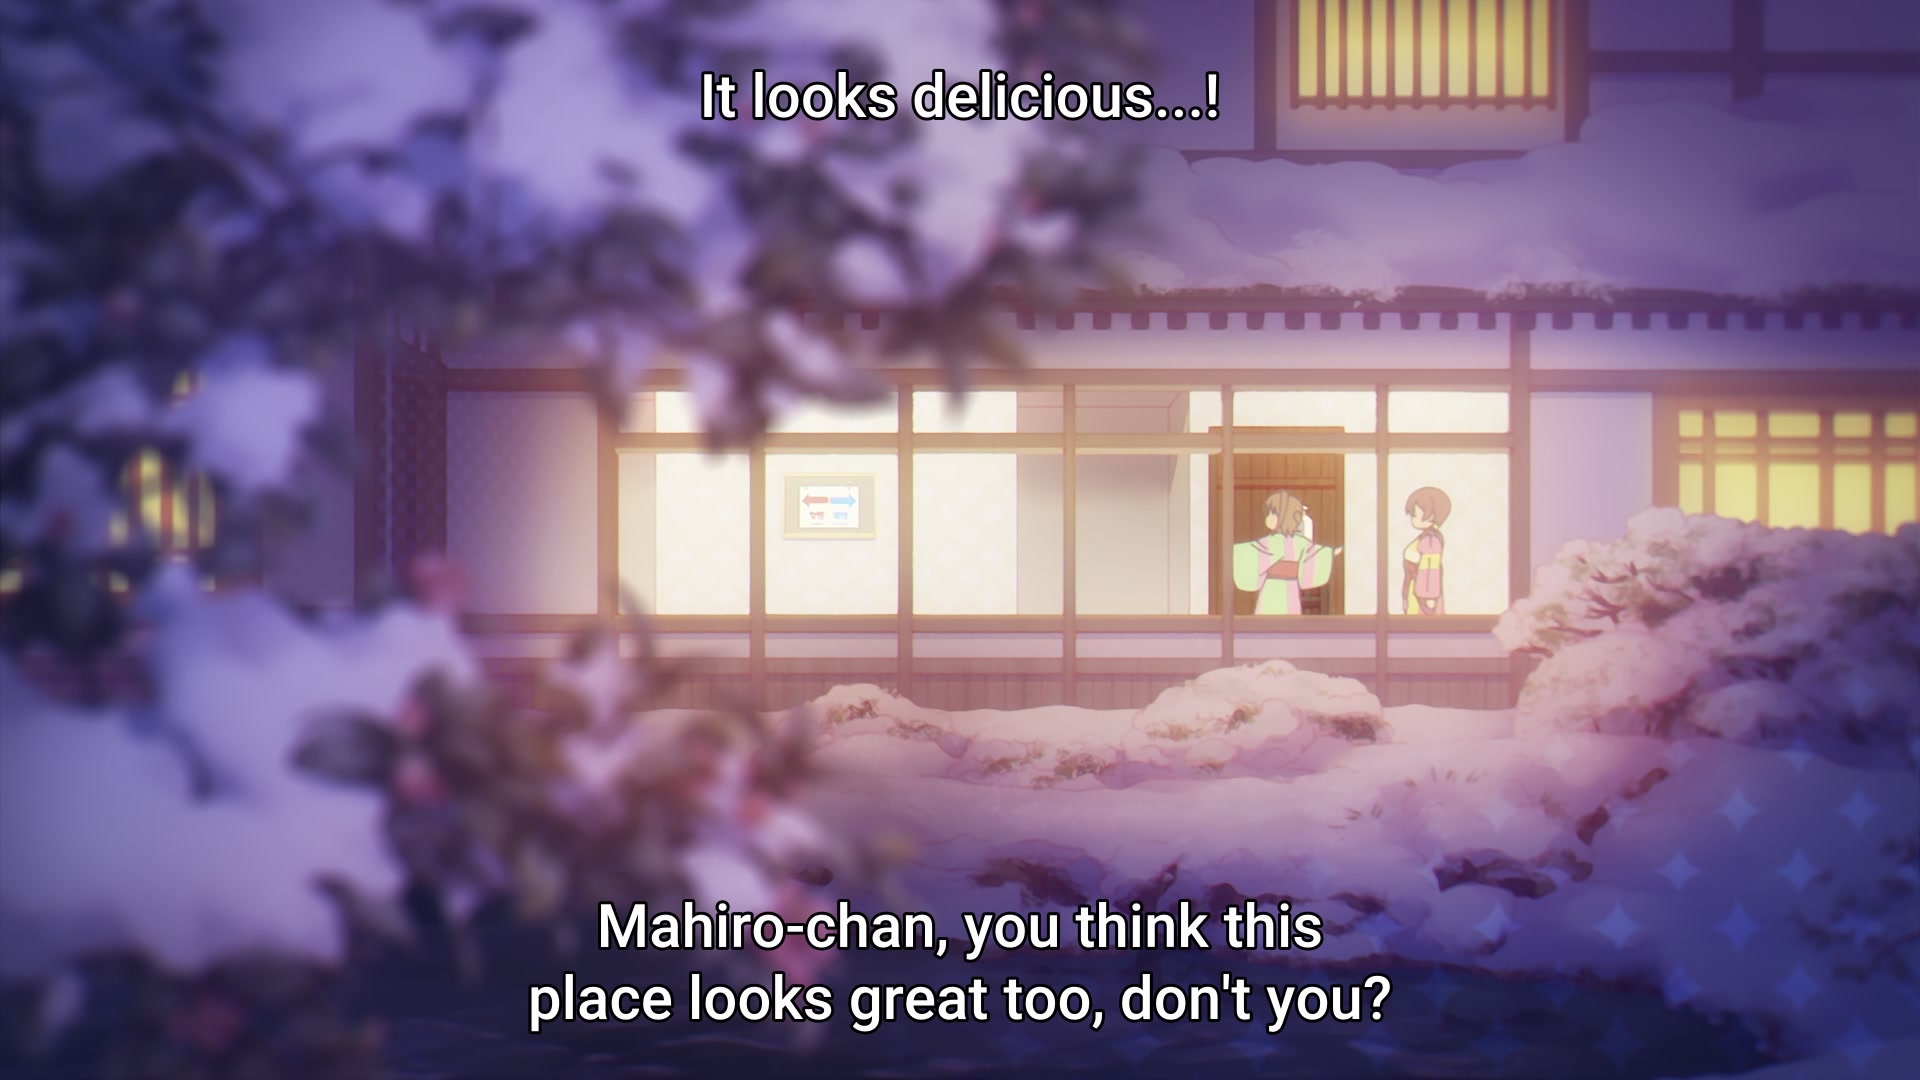 It looks delicious...!
Mahiro-chan, you think this
place looks great too, don't you?